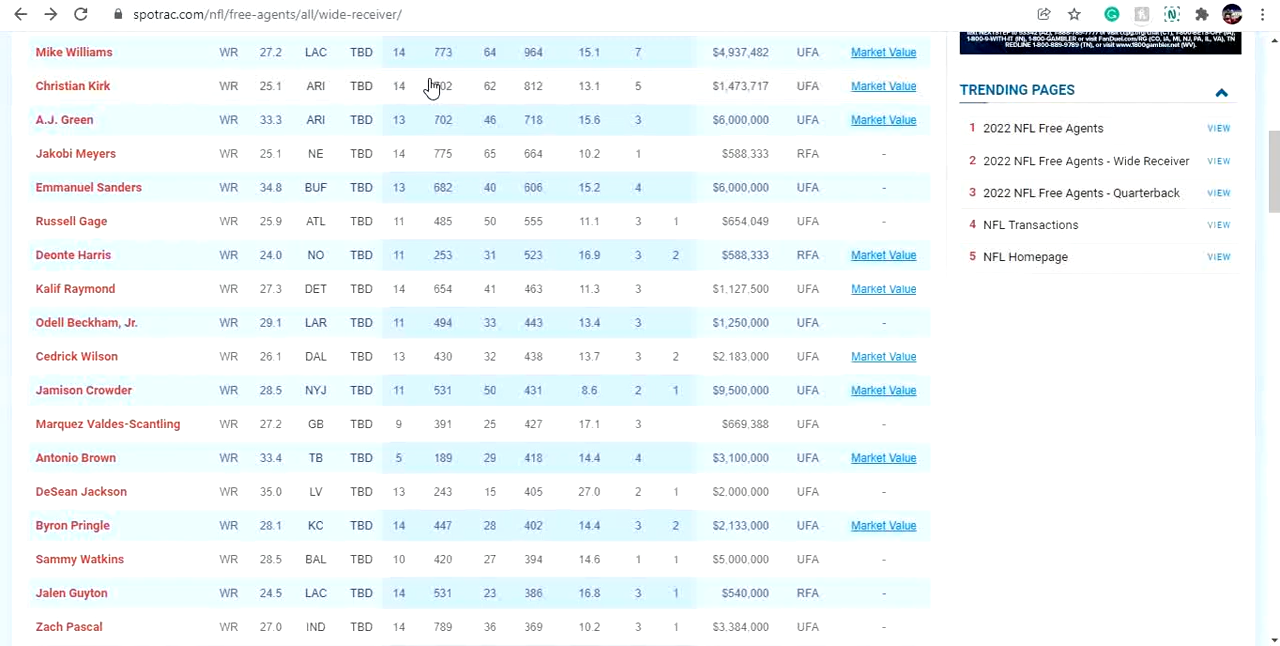 spotrac.com/nfl/free-agents/all/wide-receiver/
Mike Williams WR 27.2 LAC TBD 14 773 64 964 15.1 7 $4,937,482 UFA Market Value
Christian Kirk WR 25.1 ARI TBD 14 62 812 13.1 5 $1,473,717 UFA Market Value
A.J. Green WR 33.3 ARI TBD 13 702 46 718 15.6 3 $6,000,000 UFA Market Value
Jakobi Meyers WR 25.1 NE TBD 14 775 65 664 10.2 1 $588,333 RFA -
Emmanuel Sanders WR 34.8 BUF TBD 13 682 40 606 15.2 4 $6,000,000 UFA -
Russell Gage WR 25.9 ATL TBD 11 485 50 555 11.1 3 1 $654,049 UFA -
Deonte Harris WR 24.0 NO TBD 11 253 31 523 16.9 3 2 $588,333 RFA Market Value
Kalif Raymond WR 27.3 DET TBD 14 654 41 463 11.3 3 $1,127,500 UFA Market Value
Odell Beckham, Jr. WR 29.1 LAR TBD 11 494 33 443 13.4 3 $1,250,000 UFA -
Cedrick Wilson WR 26.1 DAL TBD 13 430 32 438 13.7 3 2 $2,183,000 UFA Market Value
Jamison Crowder WR 28.5 NYJ TBD 11 531 50 431 8.6 2 1 $9,500,000 UFA Market Value
Marquez Valdes-Scantling WR 27.2 GB TBD 9 391 25 427 17.1 3 $669,388 UFA -
Antonio Brown WR 33.4 TB TBD 5 189 29 418 14.4 4 $3,100,000 UFA Market Value
DeSean Jackson WR 35.0 LV TBD 13 243 15 405 27.0 2 1 $2,000,000 UFA -
Byron Pringle WR 28.1 KC TBD 14 447 28 402 14.4 3 2 $2,133,000 UFA Market Value
Sammy Watkins WR 28.5 BAL TBD 10 420 27 394 14.6 1 1 $5,000,000 UFA -
Jalen Guyton WR 24.5 LAC TBD 14 531 23 386 16.8 3 1 $540,000 RFA -
Zach Pascal WR 27.0 IND TBD 14 789 36 369 10.2 3 1 $3,384,000 UFA -
REDLINE 1-800-889-9789 (TN), or visit www.1800gambler.net (WV).
TRENDING PAGES
1 2022 NFL Free Agents VIEW
2 2022 NFL Free Agents - Wide Receiver VIEW
3 2022 NFL Free Agents - Quarterback VIEW
4 NFL Transactions VIEW
5 NFL Homepage VIEW